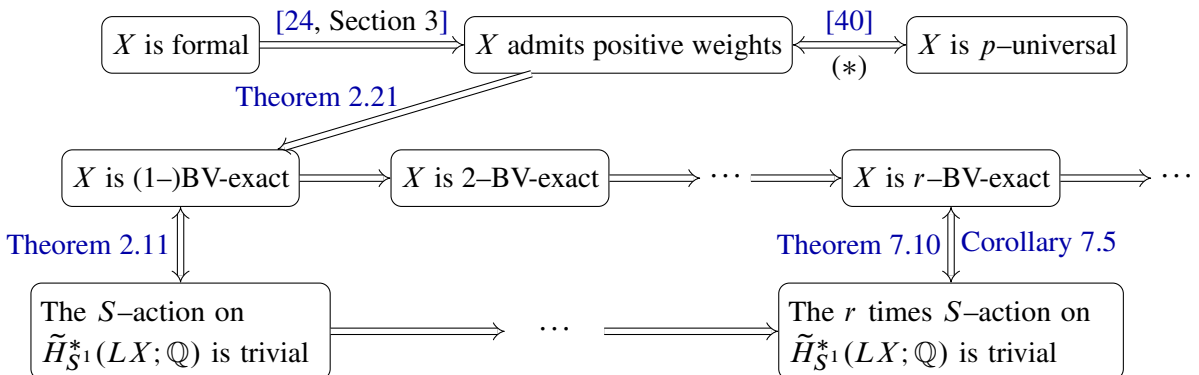 [24, Section 3] [40]
X is formal X admits positive weights X is p–universal
(∗)
Theorem 2.21
X is (1–)BV-exact X is 2–BV-exact ⋯ X is r–BV-exact ⋯
Theorem 2.11 Theorem 7.10 Corollary 7.5
The S–action on ⋯ The r times S–action on
H̃*_{S¹}(LX; ℚ) is trivial H̃*_{S¹}(LX; ℚ) is trivial